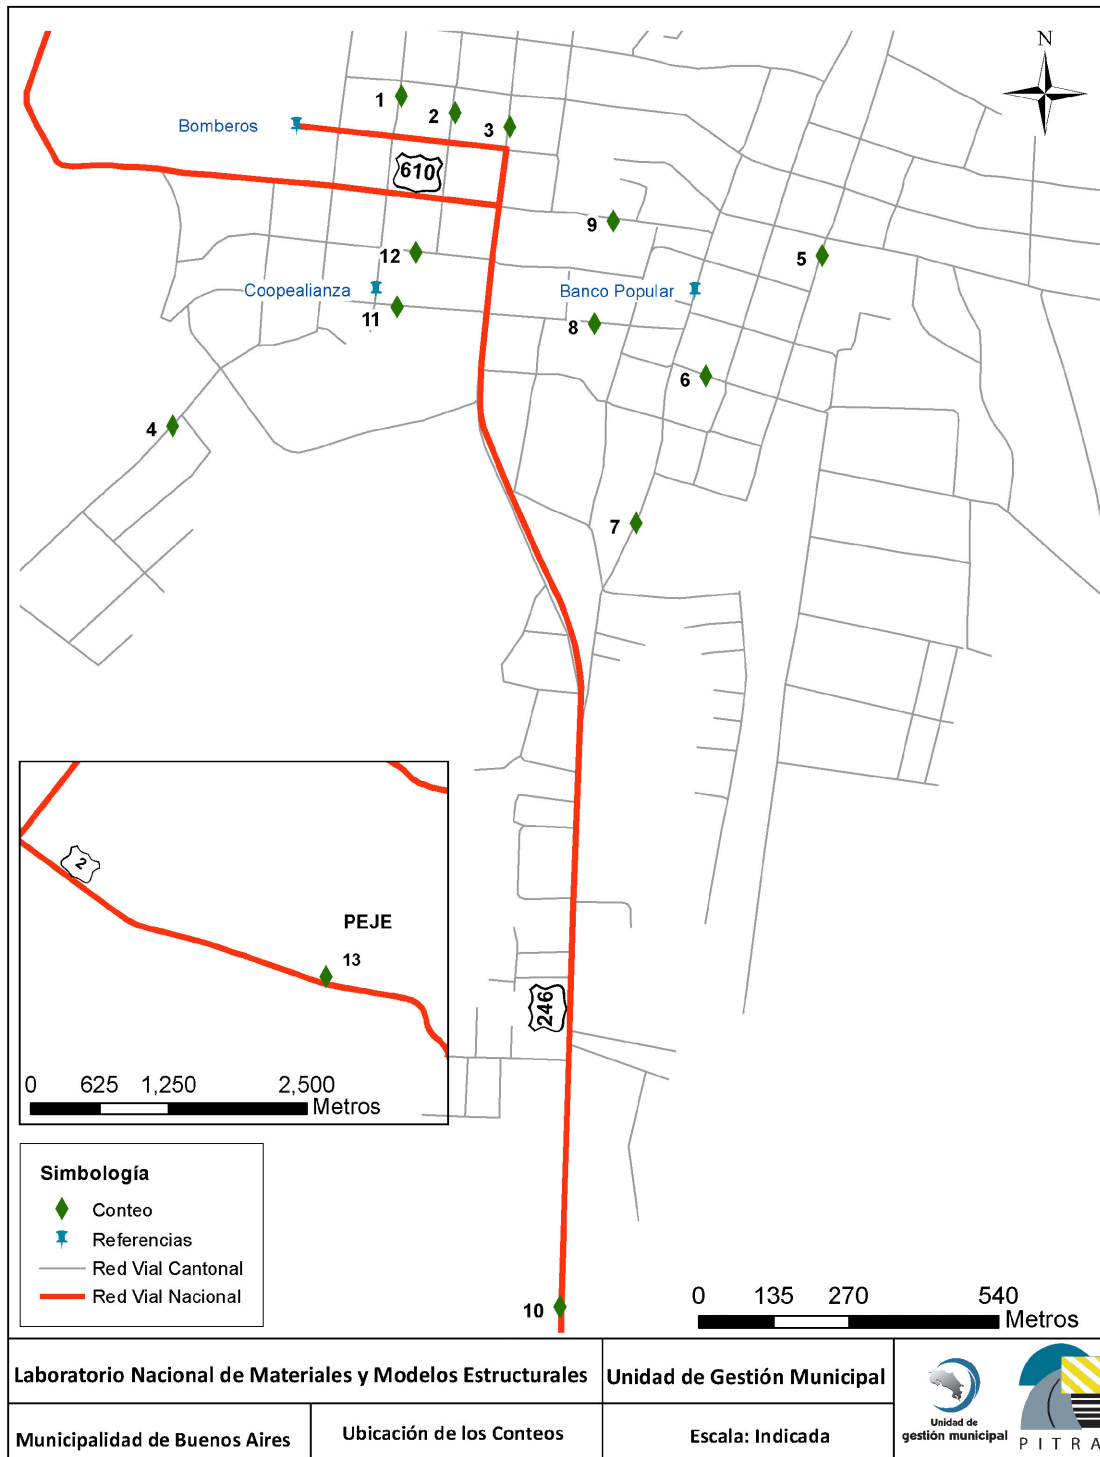 N
1
2
3
Bomberos
610
9
12
5
Coopealianza
Banco Popular
11
8
6
4
7
2
PEJE
13
246
0 625 1,250 2,500
Metros
Simbología
Conteo
Referencias
Red Vial Cantonal
Red Vial Nacional
10
0 135 270 540
Metros
Laboratorio Nacional de Materiales y Modelos Estructurales
Unidad de Gestión Municipal
Municipalidad de Buenos Aires
Ubicación de los Conteos
Escala: Indicada
Unidad de
gestión municipal
PITRA